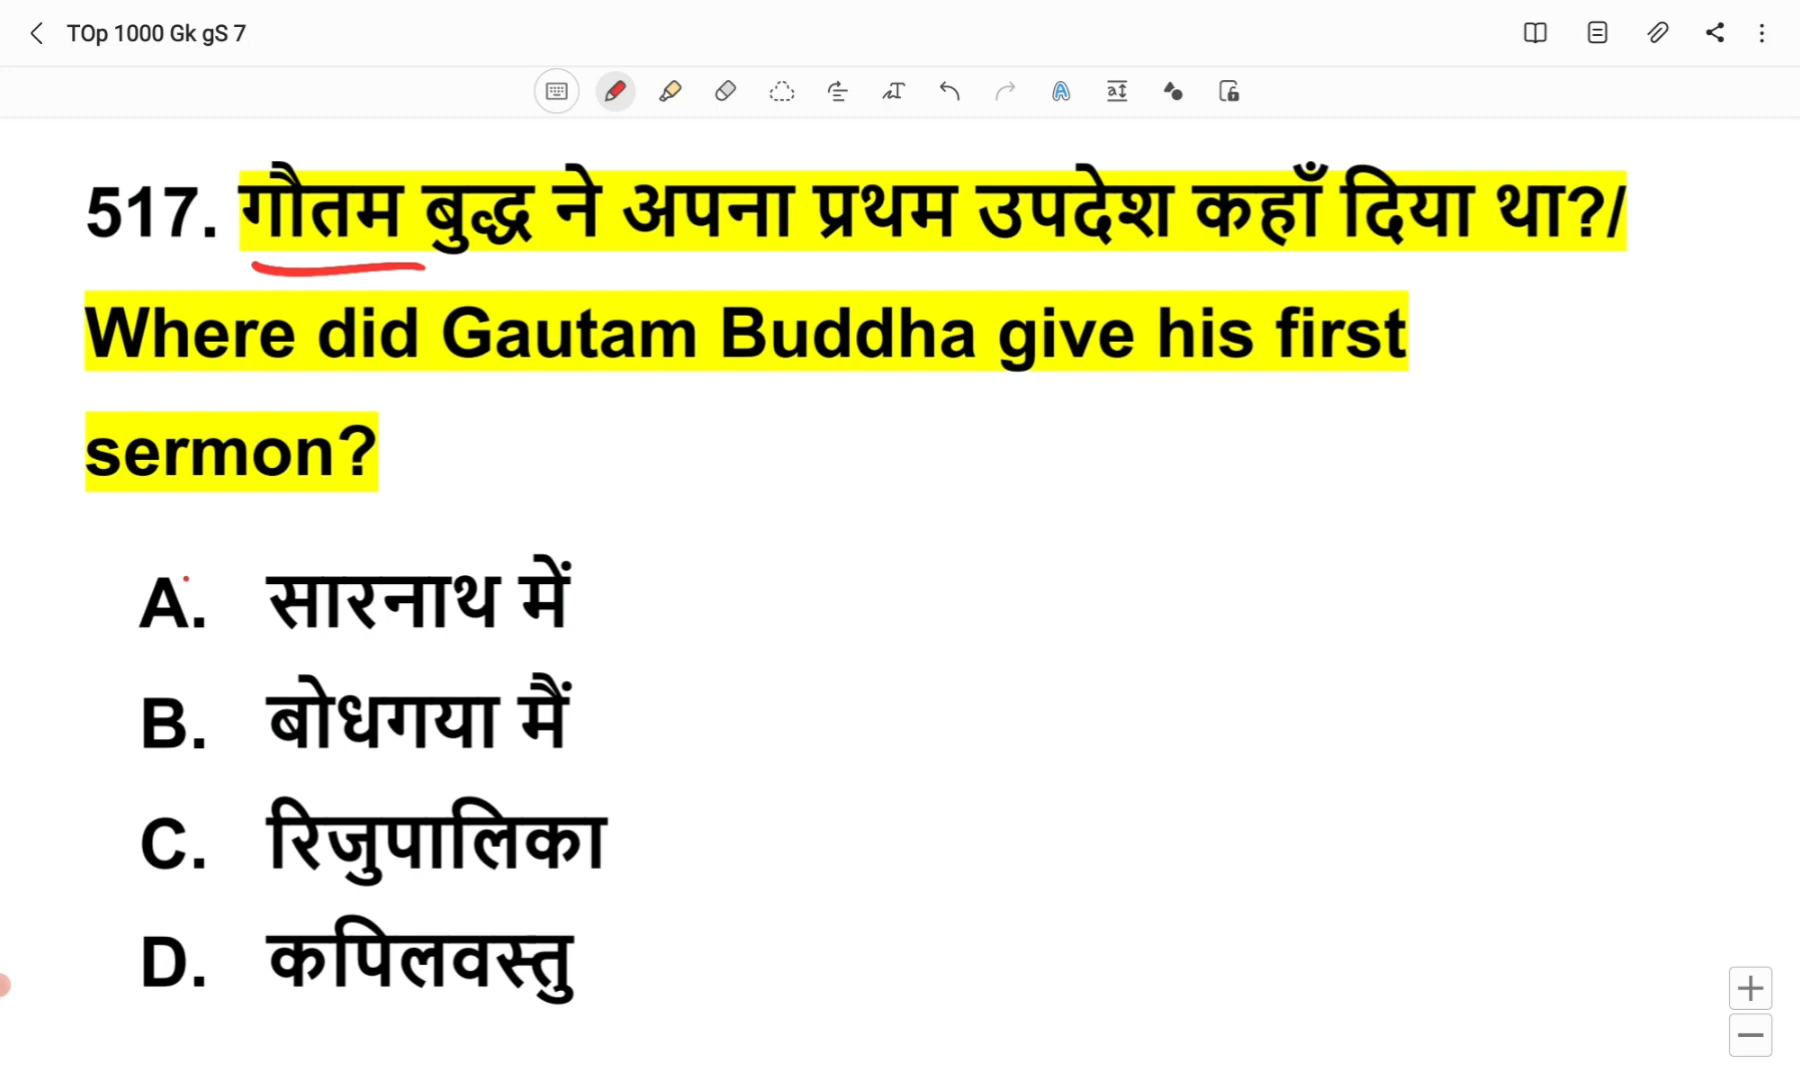 TOp 1000 Gk gS 7
517. गौतम बुद्ध ने अपना प्रथम उपदेश कहाँ दिया था?/
Where did Gautam Buddha give his first
sermon?
A. सारनाथ में
B. बोधगया मैं
C. रिजुपालिका
D. कपिलवस्तु